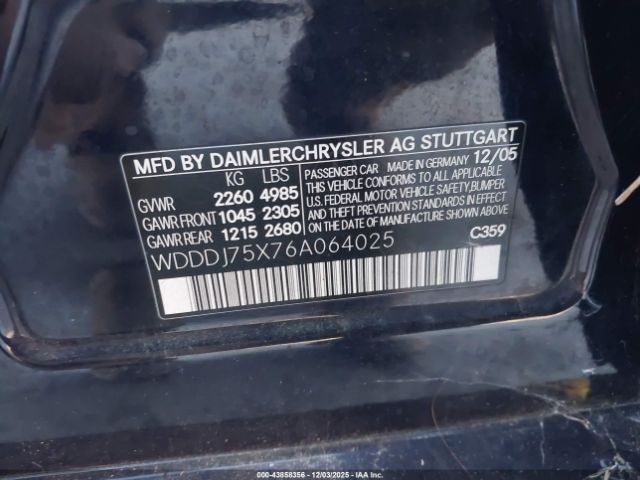 MFD BY DAIMLERCHRYSLER AG STUTTGART
KG LBS
GVWR 2260 4985
GAWR FRONT 1045 2305
GAWR REAR 1215 2680
PASSENGER CAR MADE IN GERMANY 12/05
THIS VEHICLE CONFORMS TO ALL APPLICABLE
U.S. FEDERAL MOTOR VEHICLE SAFETY, BUMPER
AND THEFT PREVENTION STANDARDS IN EFFECT
ON THE DATE OF MANUFACTURE SHOWN ABOVE
WDDDJ75X76A064025 C359
00-43858356 - 12/03/2025 - IAA Inc.